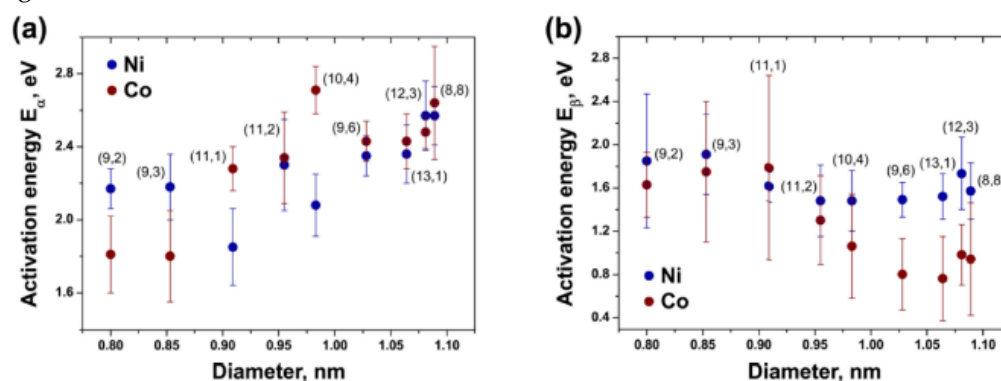 (a)
Activation energy Eα, eV
2.8
2.4
2.0
1.6
Ni
Co
(9,2)
(9,3)
(11,1)
(11,2)
(10,4)
(9,6)
(12,3)
(13,1)
(8,8)
0.80 0.85 0.90 0.95 1.00 1.05 1.10
Diameter, nm
(b)
Activation energy Eβ, eV
2.8
2.4
2.0
1.6
1.2
0.8
0.4
(9,2)
(9,3)
(11,1)
(11,2)
(10,4)
(9,6)
(13,1)
(12,3)
(8,8)
Ni
Co
0.80 0.85 0.90 0.95 1.00 1.05 1.10
Diameter, nm